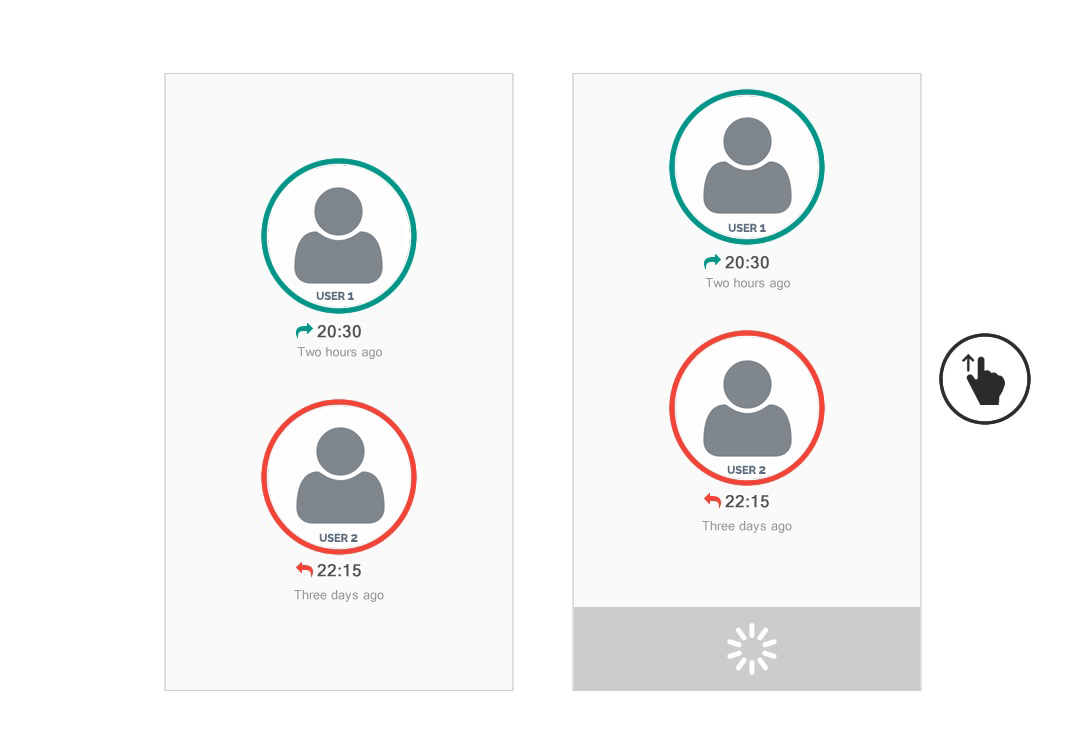 USER 1
20:30
Two hours ago
USER 2
22:15
Three days ago
USER 1
20:30
Two hours ago
USER 2
22:15
Three days ago